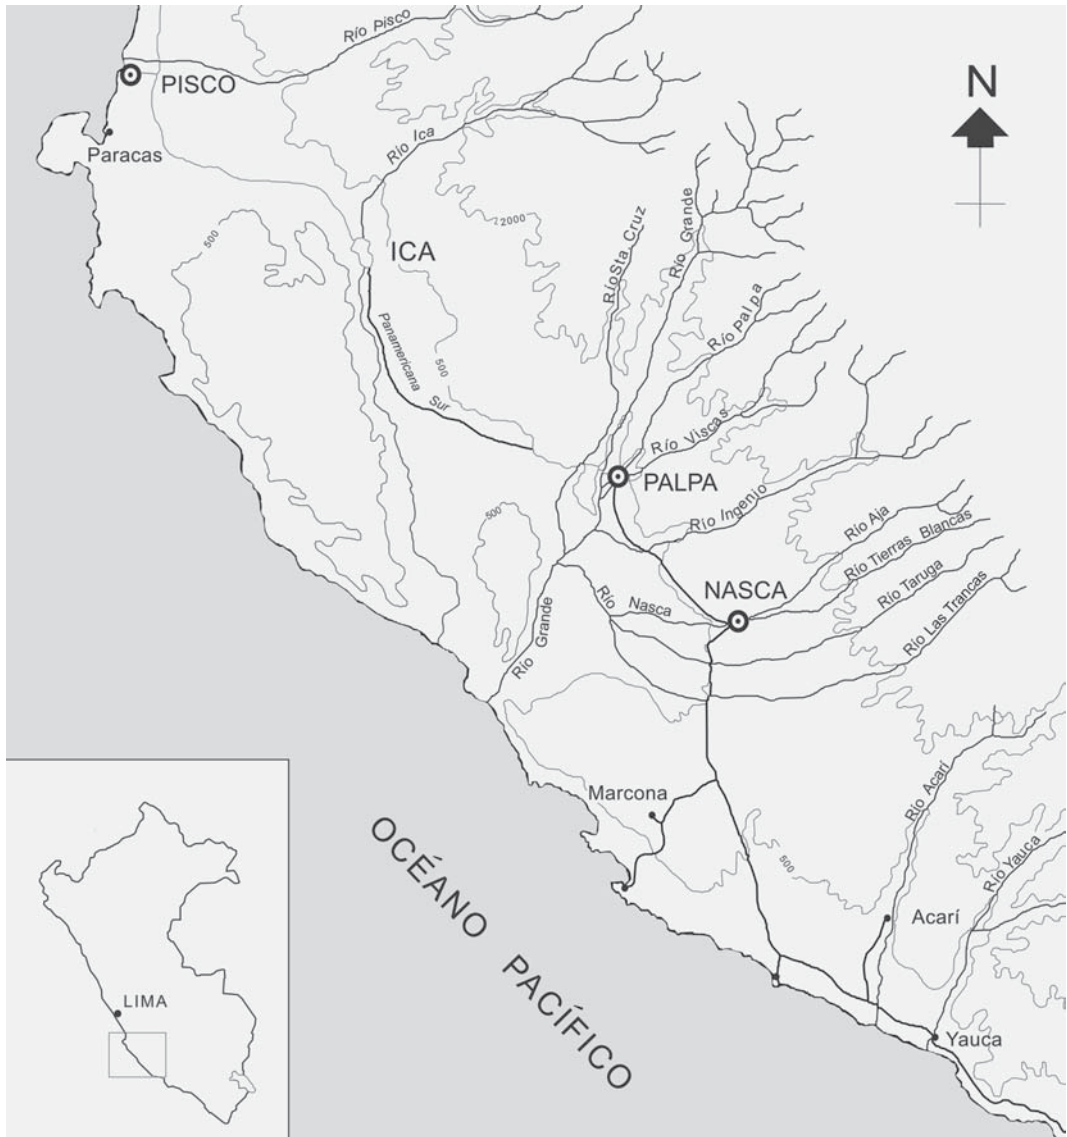 Río Pisco
PISCO
Paracas
Río Ica
N
ICA
500
2000
Río Sta. Cruz
Río Grande
Río Palpa
Panamericana Sur
500
Río Viscas
PALPA
Río Ingenio
500
Río Aja
Río Tierras Blancas
Río Taruga
Río Las Trancas
NASCA
Río Nasca
Río Grande
Marcona
Río Acarí
500
Río Yauca
Acarí
Yauca
OCÉANO PACÍFICO
LIMA